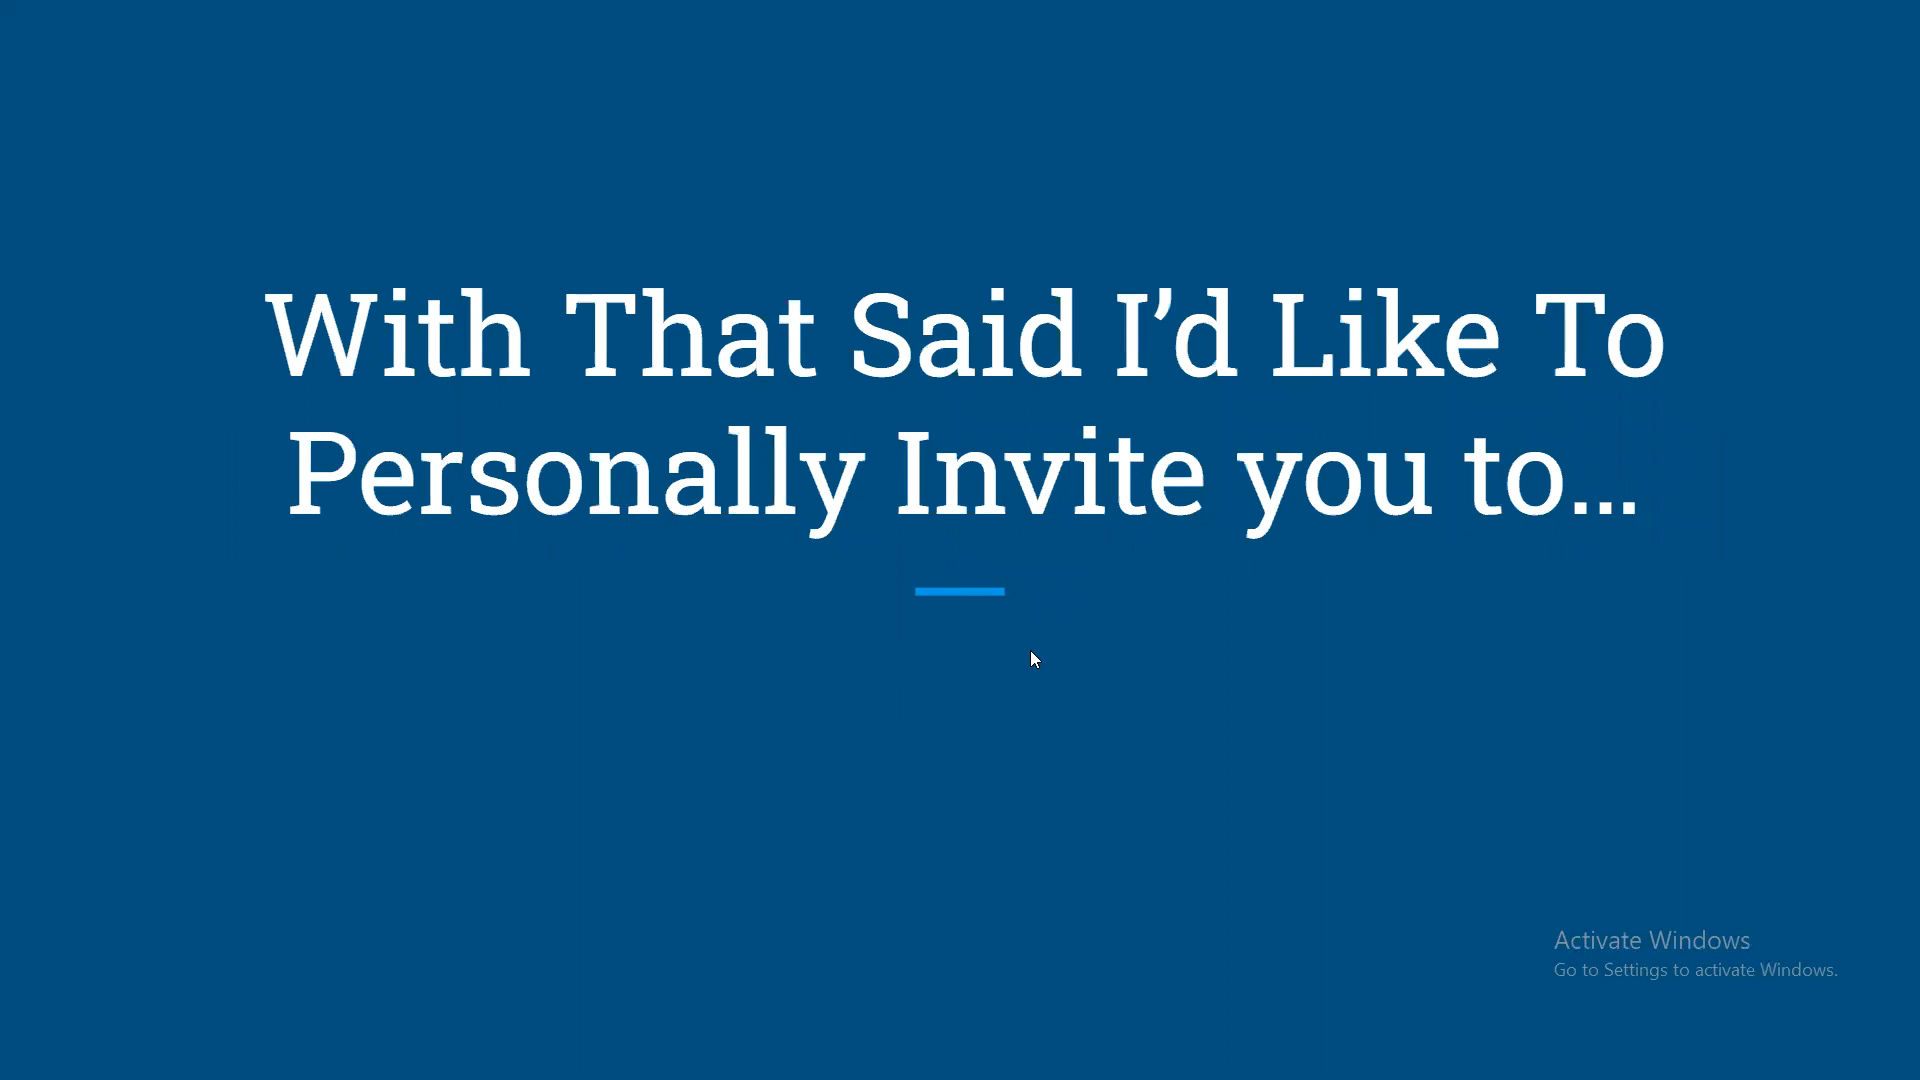 With That Said I’d Like To
Personally Invite you to...
Activate Windows
Go to Settings to activate Windows.